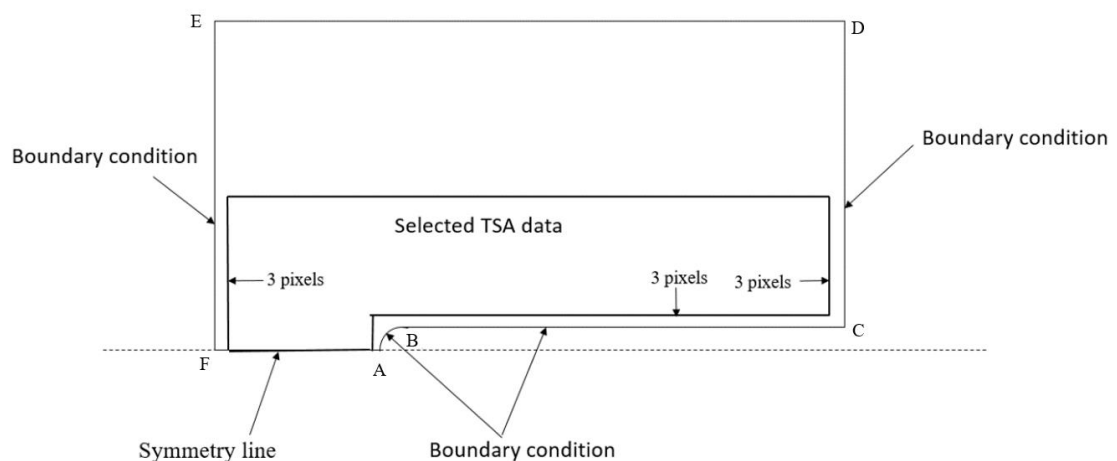 E
D
Boundary condition
Boundary condition
Selected TSA data
3 pixels
3 pixels
3 pixels
C
B
F
A
Symmetry line
Boundary condition